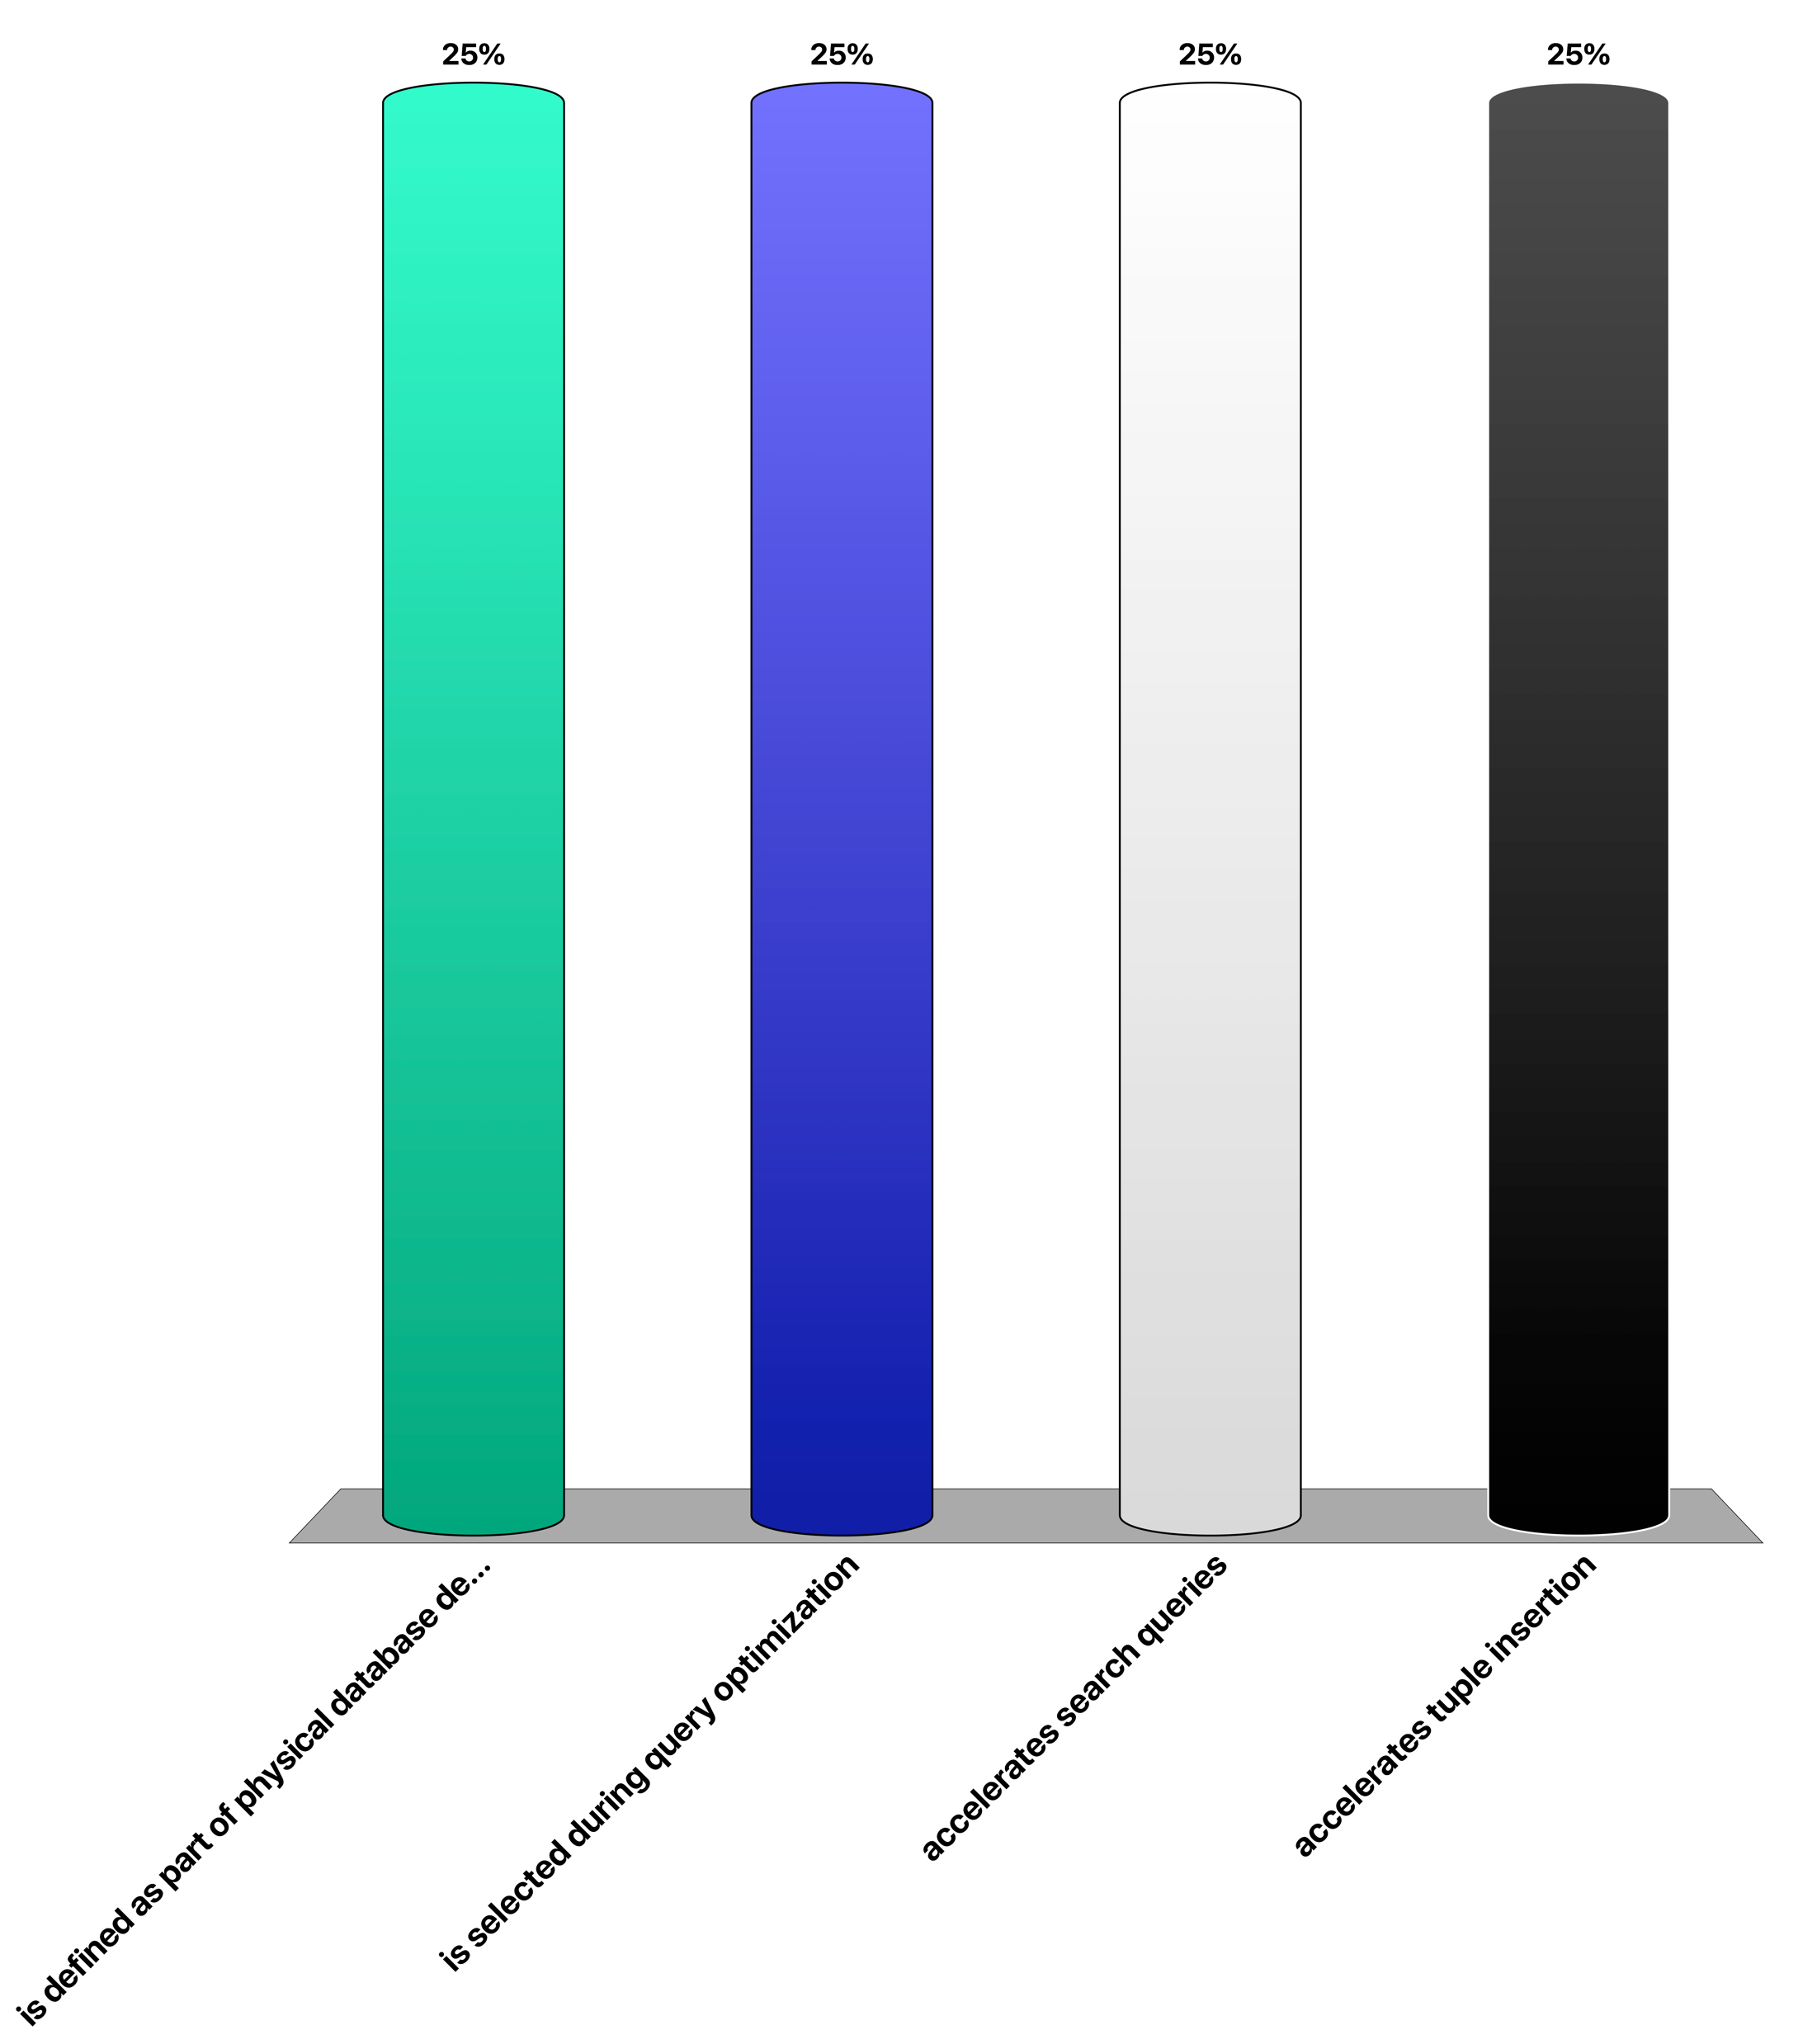 25%
25%
25%
25%
is defined as part of physical database de...
is selected during query optimization
accelerates search queries
accelerates tuple insertion